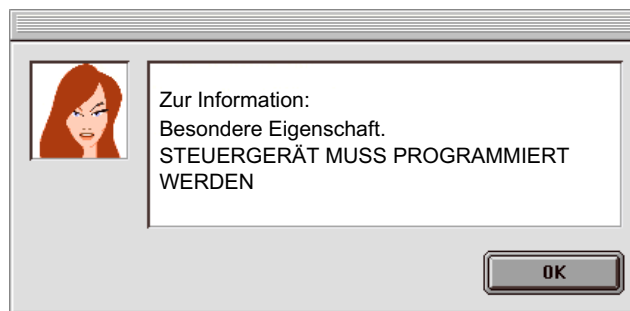 Zur Information:
Besondere Eigenschaft.
STEUERGERÄT MUSS PROGRAMMIERT
WERDEN
OK